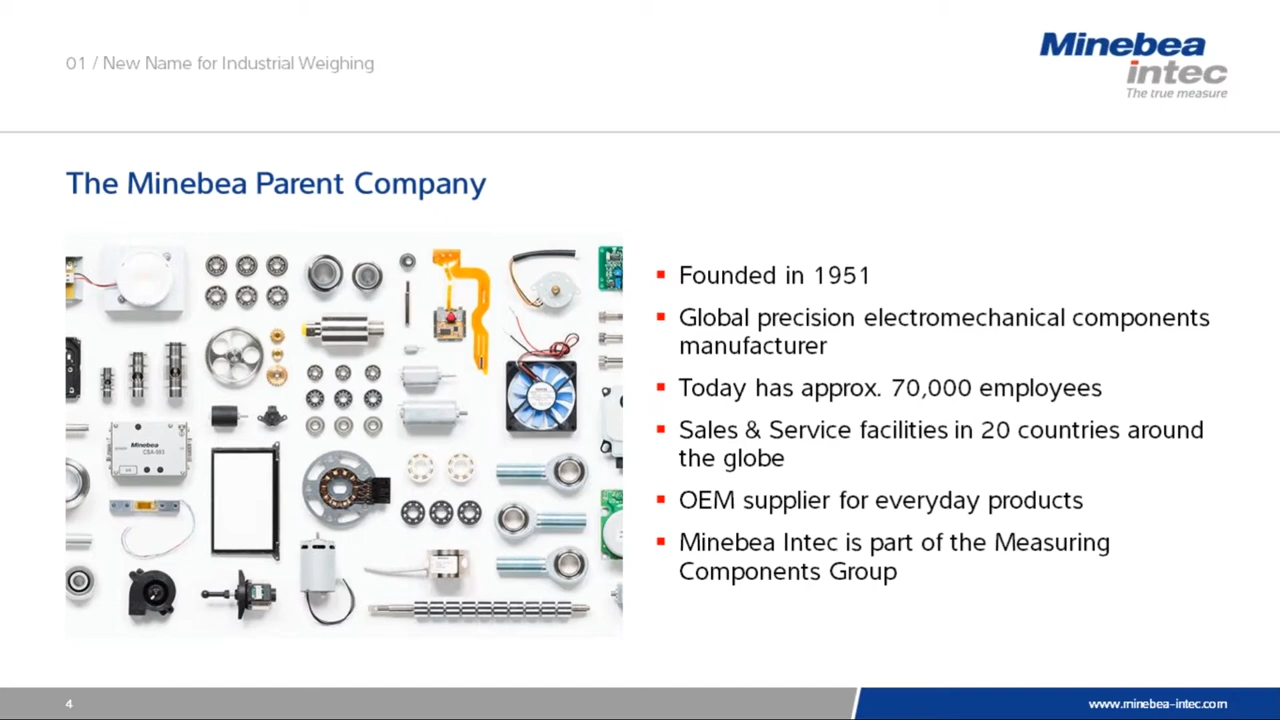 01 / New Name for Industrial Weighing
Minebea
intec
The true measure
The Minebea Parent Company
Minebea
Founded in 1951
Global precision electromechanical components
manufacturer
Today has approx. 70,000 employees
Sales & Service facilities in 20 countries around
the globe
OEM supplier for everyday products
Minebea Intec is part of the Measuring
Components Group
4
www.minebea-intec.com